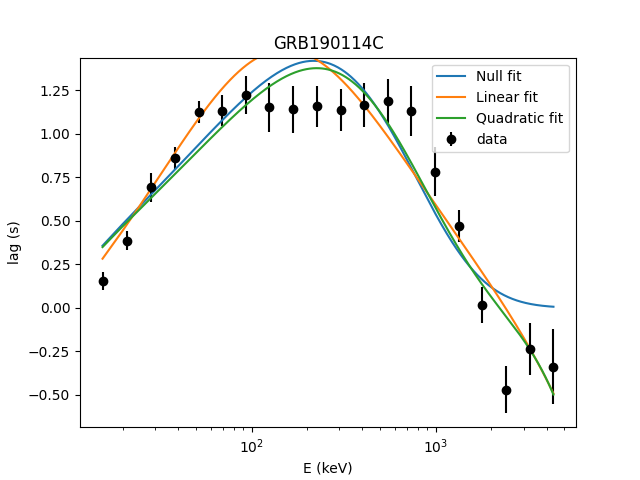 GRB190114C
Null fit
Linear fit
Quadratic fit
data
lag (s)
1.25
1.00
0.75
0.50
0.25
0.00
−0.25
−0.50
10²
10³
E (keV)